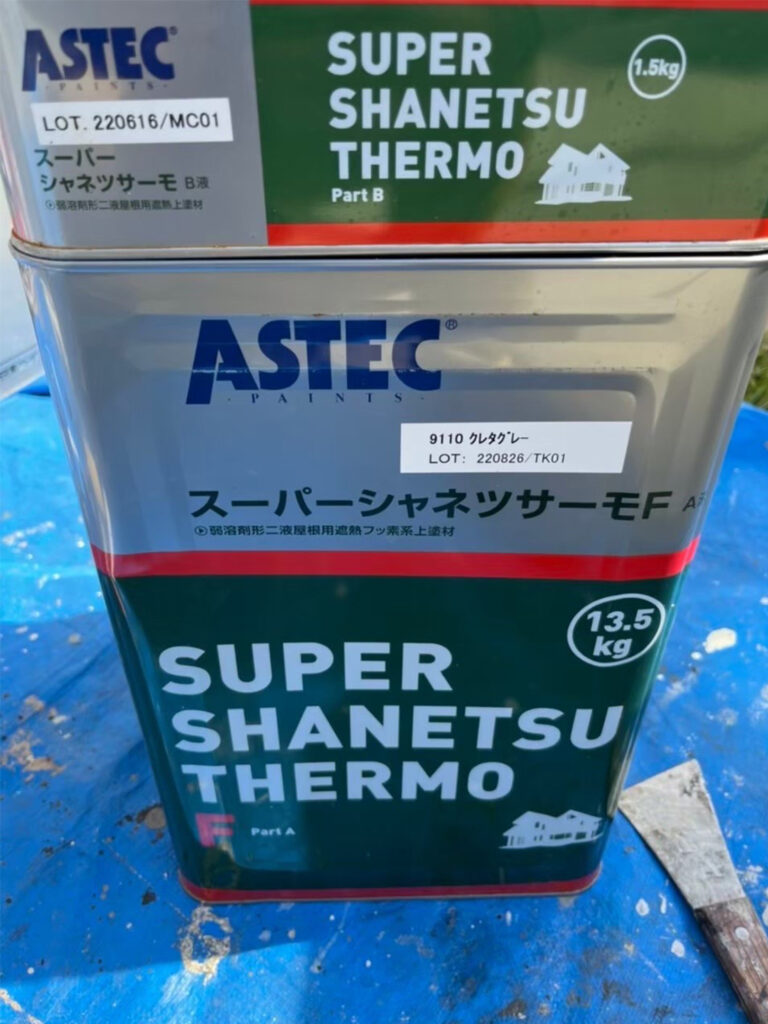 ASTEC®
PAINTS
LOT. 220616/MC01
スーパー
シャネツサーモ B液
弱溶剤形二液屋根用遮熱上塗材
SUPER
SHANETSU
THERMO
Part B
1.5kg
ASTEC®
PAINTS
9110 クレタグレー
LOT: 220826/TK01
スーパーシャネツサーモF A液
弱溶剤形二液屋根用遮熱フッ素系上塗材
13.5
kg
SUPER
SHANETSU
THERMO
F Part A